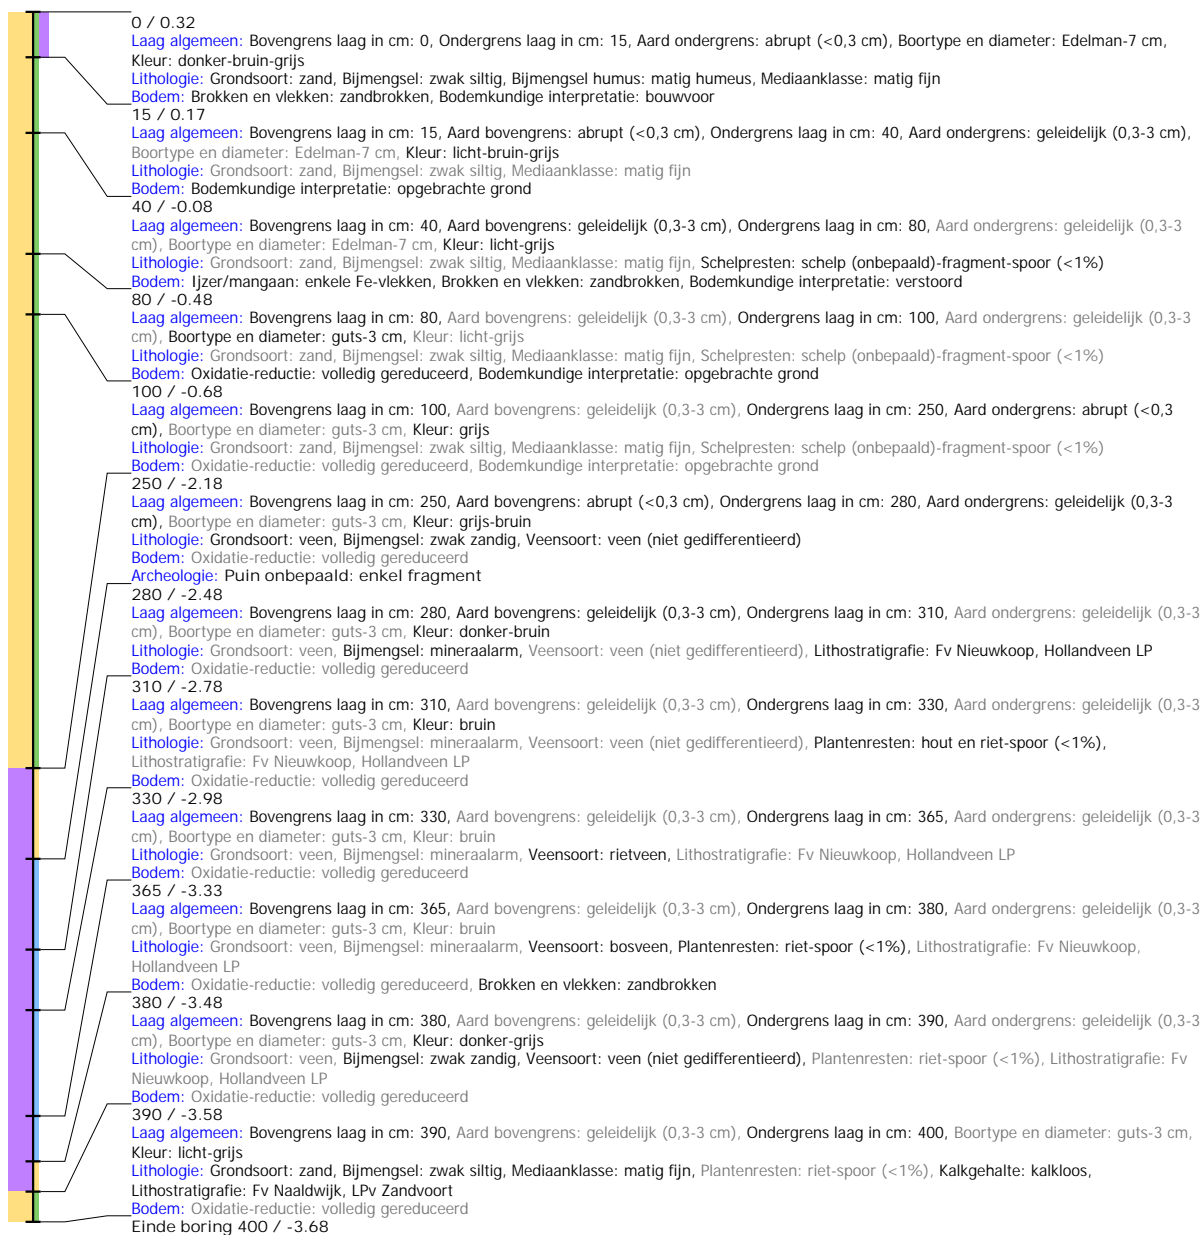 0 / 0.32
Laag algemeen: Bovengrens laag in cm: 0, Ondergrens laag in cm: 15, Aard ondergrens: abrupt (<0,3 cm), Boortype en diameter: Edelman-7 cm,
Kleur: donker-bruin-grijs
Lithologie: Grondsoort: zand, Bijmengsel: zwak siltig, Bijmengsel humus: matig humeus, Mediaanklasse: matig fijn
Bodem: Brokken en vlekken: zandbrokken, Bodemkundige interpretatie: bouwvoor
15 / 0.17
Laag algemeen: Bovengrens laag in cm: 15, Aard bovengrens: abrupt (<0,3 cm), Ondergrens laag in cm: 40, Aard ondergrens: geleidelijk (0,3-3 cm),
Boortype en diameter: Edelman-7 cm, Kleur: licht-bruin-grijs
Lithologie: Grondsoort: zand, Bijmengsel: zwak siltig, Mediaanklasse: matig fijn
Bodem: Bodemkundige interpretatie: opgebrachte grond
40 / -0.08
Laag algemeen: Bovengrens laag in cm: 40, Aard bovengrens: geleidelijk (0,3-3 cm), Ondergrens laag in cm: 80, Aard ondergrens: geleidelijk (0,3-3
cm), Boortype en diameter: Edelman-7 cm, Kleur: licht-grijs
Lithologie: Grondsoort: zand, Bijmengsel: zwak siltig, Mediaanklasse: matig fijn, Schelpresten: schelp (onbepaald)-fragment-spoor (<1%)
Bodem: Ijzer/mangaan: enkele Fe-vlekken, Brokken en vlekken: zandbrokken, Bodemkundige interpretatie: verstoord
80 / -0.48
Laag algemeen: Bovengrens laag in cm: 80, Aard bovengrens: geleidelijk (0,3-3 cm), Ondergrens laag in cm: 100, Aard ondergrens: geleidelijk (0,3-3
cm), Boortype en diameter: guts-3 cm, Kleur: licht-grijs
Lithologie: Grondsoort: zand, Bijmengsel: zwak siltig, Mediaanklasse: matig fijn, Schelpresten: schelp (onbepaald)-fragment-spoor (<1%)
Bodem: Oxidatie-reductie: volledig gereduceerd, Bodemkundige interpretatie: opgebrachte grond
100 / -0.68
Laag algemeen: Bovengrens laag in cm: 100, Aard bovengrens: geleidelijk (0,3-3 cm), Ondergrens laag in cm: 250, Aard ondergrens: abrupt (<0,3
cm), Boortype en diameter: guts-3 cm, Kleur: grijs
Lithologie: Grondsoort: zand, Bijmengsel: zwak siltig, Mediaanklasse: matig fijn, Schelpresten: schelp (onbepaald)-fragment-spoor (<1%)
Bodem: Oxidatie-reductie: volledig gereduceerd, Bodemkundige interpretatie: opgebrachte grond
250 / -2.18
Laag algemeen: Bovengrens laag in cm: 250, Aard bovengrens: abrupt (<0,3 cm), Ondergrens laag in cm: 280, Aard ondergrens: geleidelijk (0,3-3
cm), Boortype en diameter: guts-3 cm, Kleur: grijs-bruin
Lithologie: Grondsoort: veen, Bijmengsel: zwak zandig, Veensoort: veen (niet gedifferentieerd)
Bodem: Oxidatie-reductie: volledig gereduceerd
Archeologie: Puin onbepaald: enkel fragment
280 / -2.48
Laag algemeen: Bovengrens laag in cm: 280, Aard bovengrens: geleidelijk (0,3-3 cm), Ondergrens laag in cm: 310, Aard ondergrens: geleidelijk (0,3-3
cm), Boortype en diameter: guts-3 cm, Kleur: donker-bruin
Lithologie: Grondsoort: veen, Bijmengsel: mineraalarm, Veensoort: veen (niet gedifferentieerd), Lithostratigrafie: Fv Nieuwkoop, Hollandveen LP
Bodem: Oxidatie-reductie: volledig gereduceerd
310 / -2.78
Laag algemeen: Bovengrens laag in cm: 310, Aard bovengrens: geleidelijk (0,3-3 cm), Ondergrens laag in cm: 330, Aard ondergrens: geleidelijk (0,3-3
cm), Boortype en diameter: guts-3 cm, Kleur: bruin
Lithologie: Grondsoort: veen, Bijmengsel: mineraalarm, Veensoort: veen (niet gedifferentieerd), Plantenresten: hout en riet-spoor (<1%),
Lithostratigrafie: Fv Nieuwkoop, Hollandveen LP
Bodem: Oxidatie-reductie: volledig gereduceerd
330 / -2.98
Laag algemeen: Bovengrens laag in cm: 330, Aard bovengrens: geleidelijk (0,3-3 cm), Ondergrens laag in cm: 365, Aard ondergrens: geleidelijk (0,3-3
cm), Boortype en diameter: guts-3 cm, Kleur: bruin
Lithologie: Grondsoort: veen, Bijmengsel: mineraalarm, Veensoort: rietveen, Lithostratigrafie: Fv Nieuwkoop, Hollandveen LP
Bodem: Oxidatie-reductie: volledig gereduceerd
365 / -3.33
Laag algemeen: Bovengrens laag in cm: 365, Aard bovengrens: geleidelijk (0,3-3 cm), Ondergrens laag in cm: 380, Aard ondergrens: geleidelijk (0,3-3
cm), Boortype en diameter: guts-3 cm, Kleur: bruin
Lithologie: Grondsoort: veen, Bijmengsel: mineraalarm, Veensoort: bosveen, Plantenresten: riet-spoor (<1%), Lithostratigrafie: Fv Nieuwkoop,
Hollandveen LP
Bodem: Oxidatie-reductie: volledig gereduceerd, Brokken en vlekken: zandbrokken
380 / -3.48
Laag algemeen: Bovengrens laag in cm: 380, Aard bovengrens: geleidelijk (0,3-3 cm), Ondergrens laag in cm: 390, Aard ondergrens: geleidelijk (0,3-3
cm), Boortype en diameter: guts-3 cm, Kleur: donker-grijs
Lithologie: Grondsoort: veen, Bijmengsel: zwak zandig, Veensoort: veen (niet gedifferentieerd), Plantenresten: riet-spoor (<1%), Lithostratigrafie: Fv
Nieuwkoop, Hollandveen LP
Bodem: Oxidatie-reductie: volledig gereduceerd
390 / -3.58
Laag algemeen: Bovengrens laag in cm: 390, Aard bovengrens: geleidelijk (0,3-3 cm), Ondergrens laag in cm: 400, Boortype en diameter: guts-3 cm,
Kleur: licht-grijs
Lithologie: Grondsoort: zand, Bijmengsel: zwak siltig, Mediaanklasse: matig fijn, Plantenresten: riet-spoor (<1%), Kalkgehalte: kalkloos,
Lithostratigrafie: Fv Naaldwijk, LPv Zandvoort
Bodem: Oxidatie-reductie: volledig gereduceerd
Einde boring 400 / -3.68